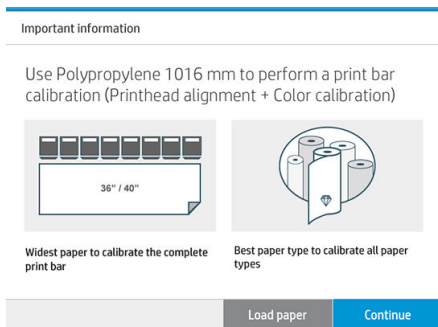 Important information
Use Polypropylene 1016 mm to perform a print bar
calibration (Printhead alignment + Color calibration)
36" / 40"
Widest paper to calibrate the complete
print bar
Best paper type to calibrate all paper
types
Load paper
Continue